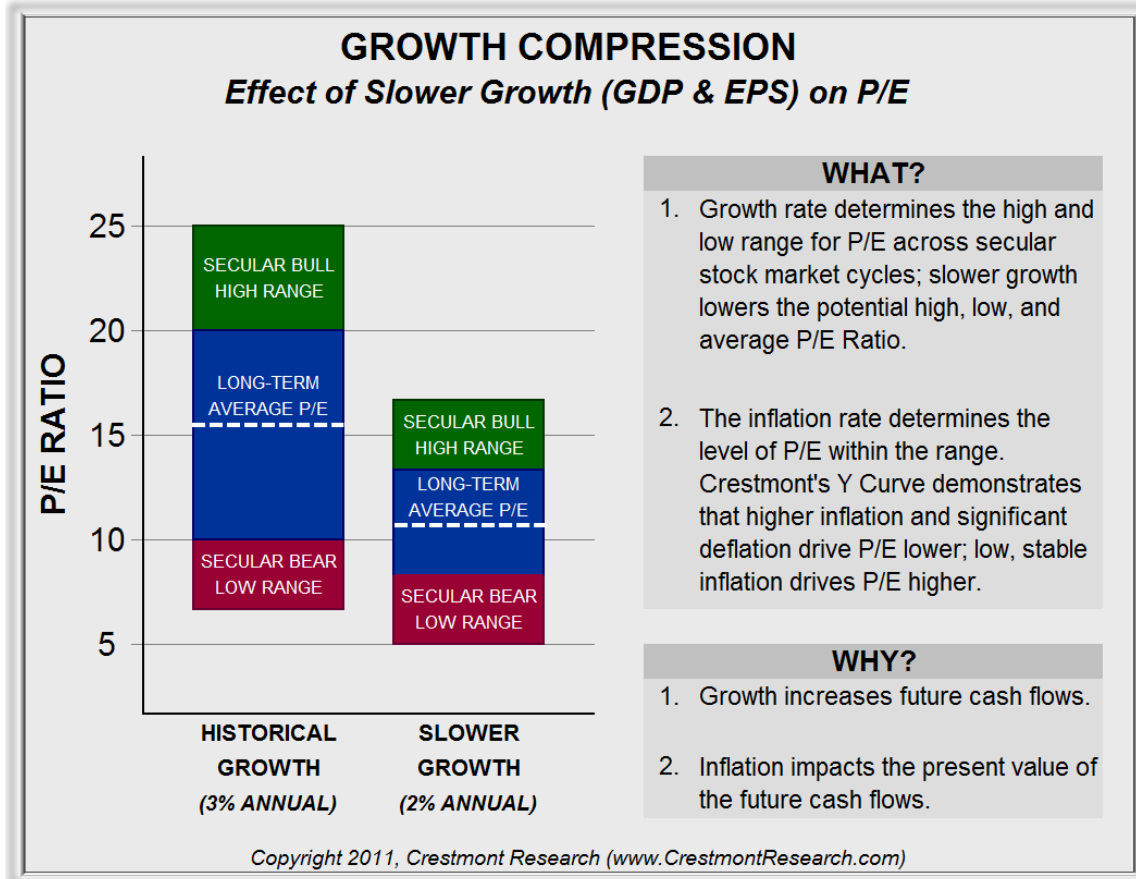 GROWTH COMPRESSION
Effect of Slower Growth (GDP & EPS) on P/E
P/E RATIO
25
20
15
10
5
SECULAR BULL
HIGH RANGE
LONG-TERM
AVERAGE P/E
SECULAR BEAR
LOW RANGE
SECULAR BULL
HIGH RANGE
LONG-TERM
AVERAGE P/E
SECULAR BEAR
LOW RANGE
HISTORICAL
GROWTH
(3% ANNUAL)
SLOWER
GROWTH
(2% ANNUAL)
WHAT?
1. Growth rate determines the high and
low range for P/E across secular
stock market cycles; slower growth
lowers the potential high, low, and
average P/E Ratio.
2. The inflation rate determines the
level of P/E within the range.
Crestmont's Y Curve demonstrates
that higher inflation and significant
deflation drive P/E lower; low, stable
inflation drives P/E higher.
WHY?
1. Growth increases future cash flows.
2. Inflation impacts the present value of
the future cash flows.
Copyright 2011, Crestmont Research (www.CrestmontResearch.com)